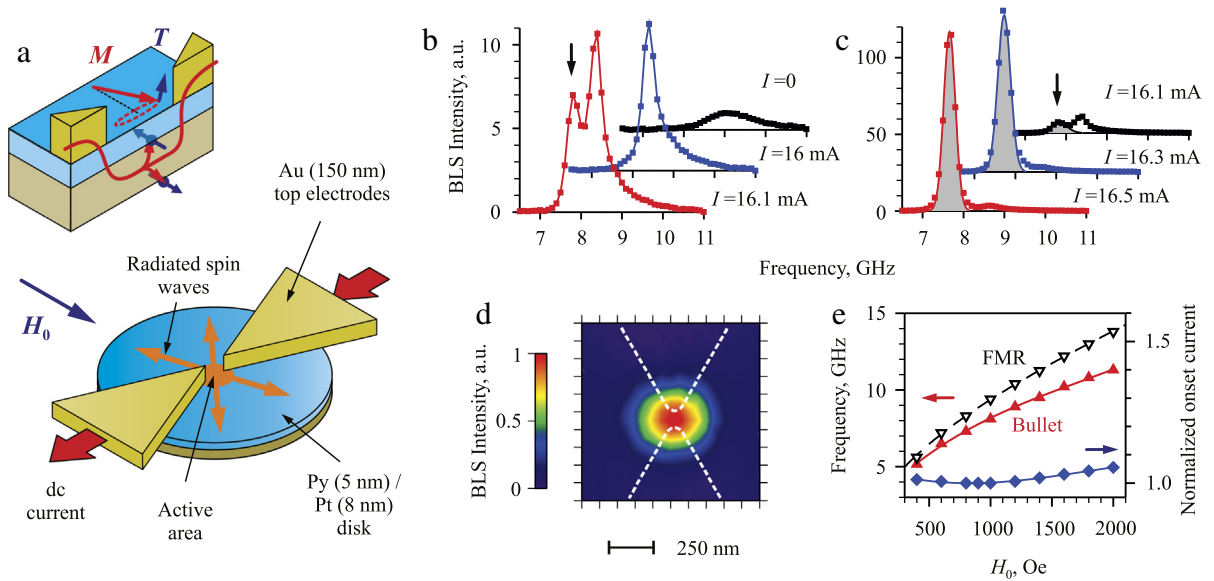 a
M
T
Au (150 nm)
top electrodes
Radiated spin
waves
H₀
dc
current
Active
area
Py (5 nm) /
Pt (8 nm)
disk
b
BLS Intensity, a.u.
10
5
0
I =0
I =16 mA
I =16.1 mA
7 8 9 10 11
c
100
50
0
I =16.1 mA
I =16.3 mA
I =16.5 mA
7 8 9 10 11
Frequency, GHz
d
BLS Intensity, a.u.
1
0.5
0
250 nm
e
Frequency, GHz
15
10
5
FMR
Bullet
1.5
1.0
Normalized onset current
500 1000 1500 2000
H₀, Oe